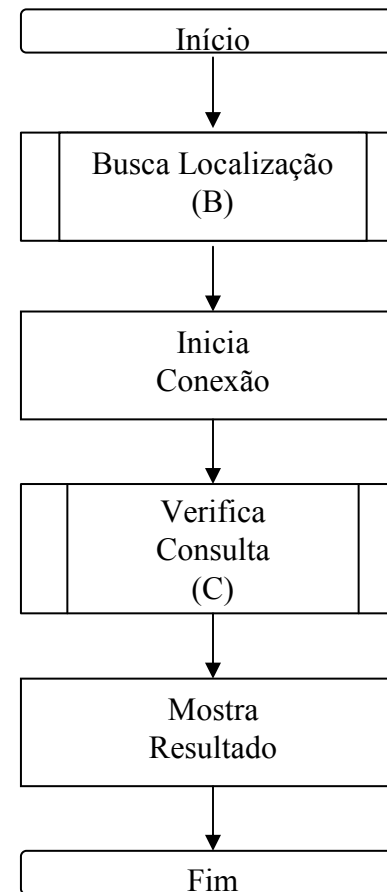 Início
Busca Localização
(B)
Inicia
Conexão
Verifica
Consulta
(C)
Mostra
Resultado
Fim